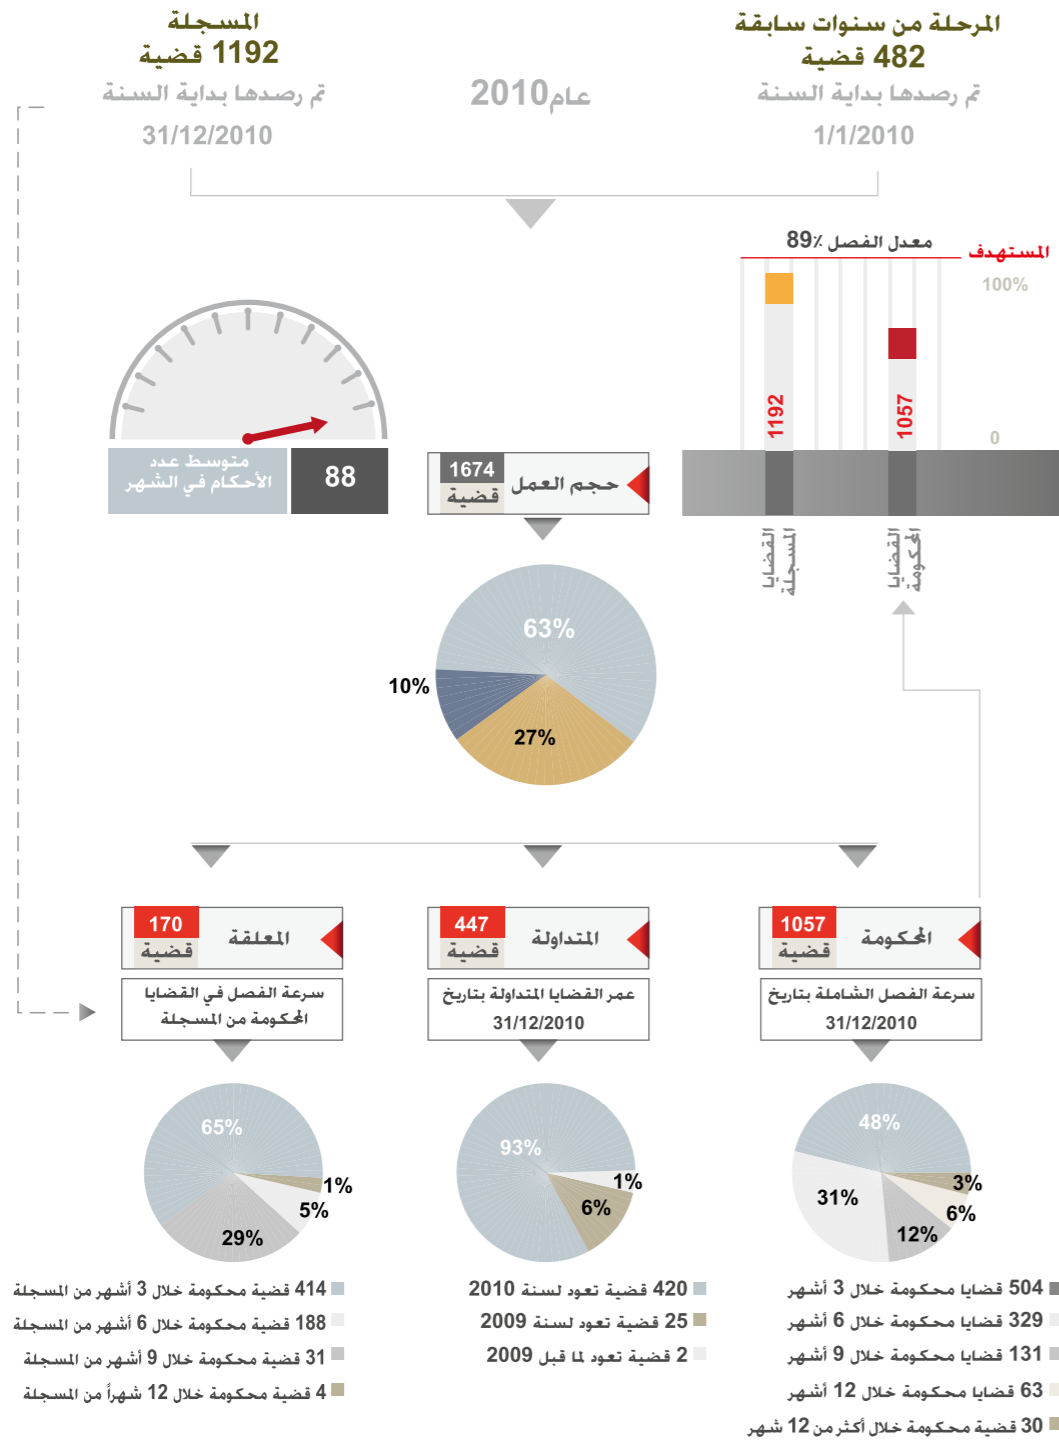 المرحلة من سنوات سابقة
482 قضية
تم رصدها بداية السنة
1/1/2010
عام2010
المسجلة
1192 قضية
تم رصدها بداية السنة
31/12/2010
معدل الفصل 89٪
المستهدف
100%
0
1192
1057
القضايا
المسجلة
القضايا
المحكومة
حجم العمل
1674
قضية
متوسط عدد
الأحكام في الشهر
88
63%
10%
27%
المحكومة
1057
قضية
سرعة الفصل الشاملة بتاريخ
31/12/2010
48%
31%
12%
6%
3%
504 قضايا محكومة خلال 3 أشهر
329 قضايا محكومة خلال 6 أشهر
131 قضايا محكومة خلال 9 أشهر
63 قضايا محكومة خلال 12 أشهر
30 قضية محكومة خلال أكثر من 12 شهر
المتداولة
447
قضية
عمر القضايا المتداولة بتاريخ
31/12/2010
93%
1%
6%
420 قضية تعود لسنة 2010
25 قضية تعود لسنة 2009
2 قضية تعود لما قبل 2009
المعلقة
170
قضية
سرعة الفصل في القضايا
المحكومة من المسجلة
65%
1%
5%
29%
414 قضية محكومة خلال 3 أشهر من المسجلة
188 قضية محكومة خلال 6 أشهر من المسجلة
31 قضية محكومة خلال 9 أشهر من المسجلة
4 قضية محكومة خلال 12 شهراً من المسجلة